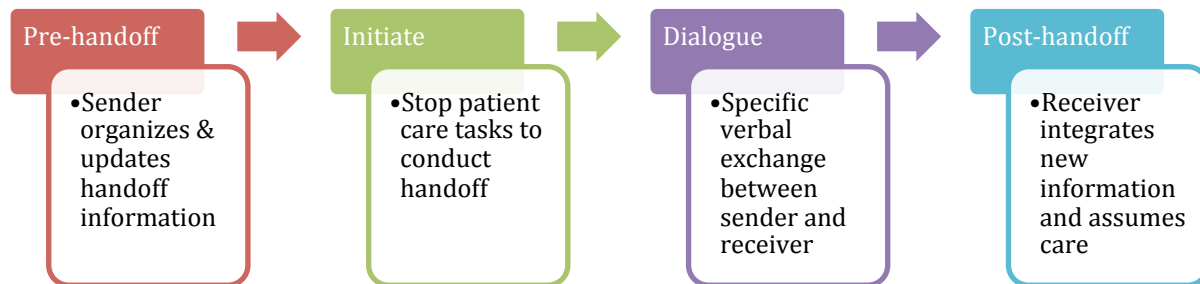 Pre-handoff
•Sender
organizes &
updates
handoff
information
Initiate
•Stop patient
care tasks to
conduct
handoff
Dialogue
•Specific
verbal
exchange
between
sender and
receiver
Post-handoff
•Receiver
integrates
new
information
and assumes
care